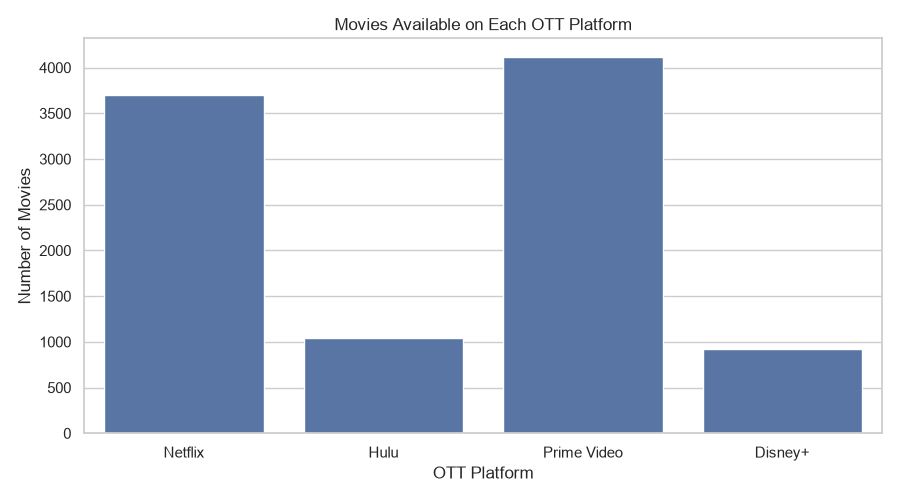 Movies Available on Each OTT Platform
Number of Movies
4000
3500
3000
2500
2000
1500
1000
500
0
Netflix
Hulu
Prime Video
Disney+
OTT Platform